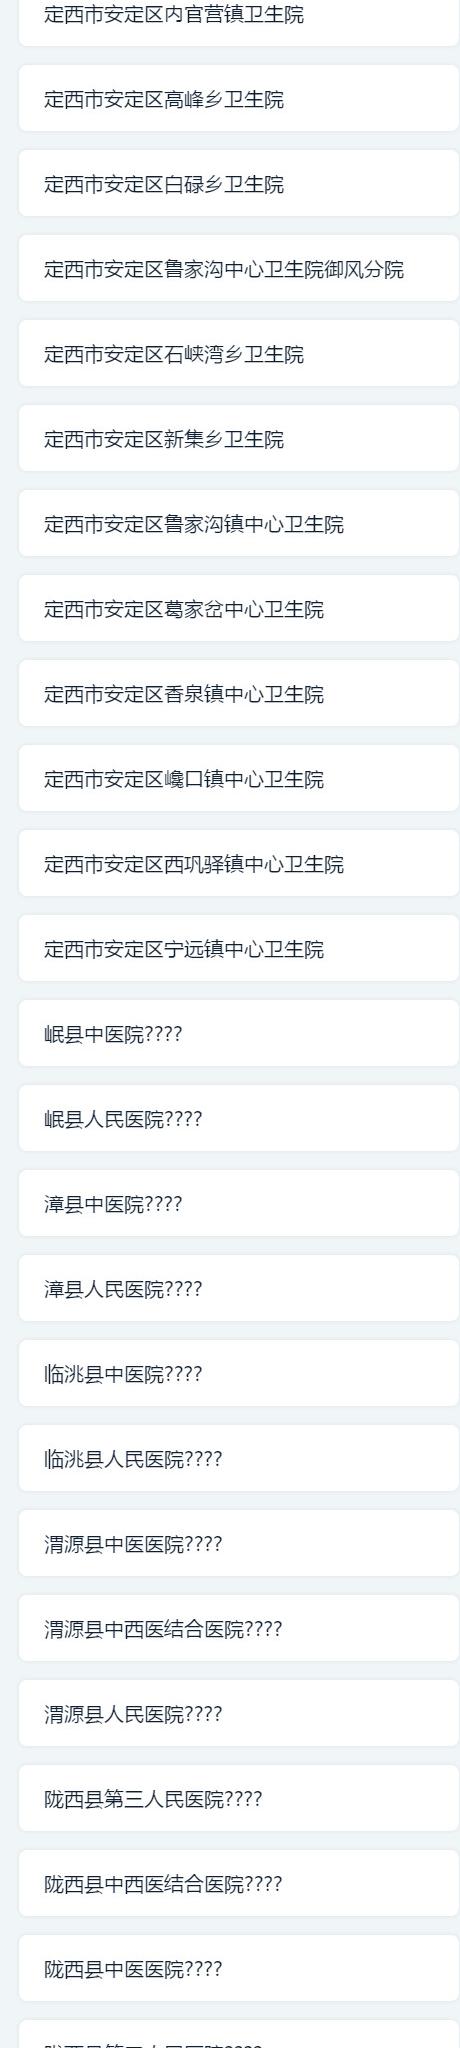 定西市安定区内官营镇卫生院
定西市安定区高峰乡卫生院
定西市安定区白碌乡卫生院
定西市安定区鲁家沟中心卫生院御风分院
定西市安定区石峡湾乡卫生院
定西市安定区新集乡卫生院
定西市安定区鲁家沟镇中心卫生院
定西市安定区葛家岔中心卫生院
定西市安定区香泉镇中心卫生院
定西市安定区巉口镇中心卫生院
定西市安定区西巩驿镇中心卫生院
定西市安定区宁远镇中心卫生院
岷县中医院????
岷县人民医院????
漳县中医院????
漳县人民医院????
临洮县中医院????
临洮县人民医院????
渭源县中医医院????
渭源县中西医结合医院????
渭源县人民医院????
陇西县第三人民医院????
陇西县中西医结合医院????
陇西县中医医院????